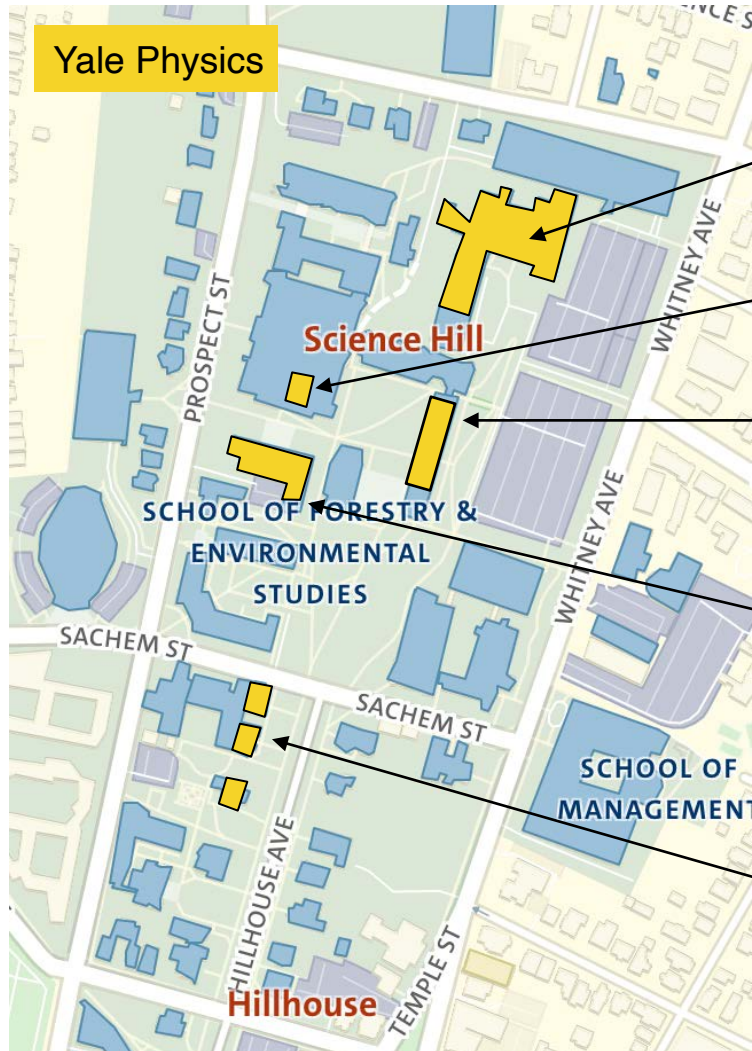 ENCE S
Yale Physics
WHITNEY AVE
PROSPECT ST
Science Hill
SCHOOL OF FORESTRY &
ENVIRONMENTAL
STUDIES
WHITNEY AVE
SACHEM ST
SACHEM ST
SCHOOL OF
MANAGEMENT
HILLHOUSE AVE
TEMPLE ST
Hillhouse